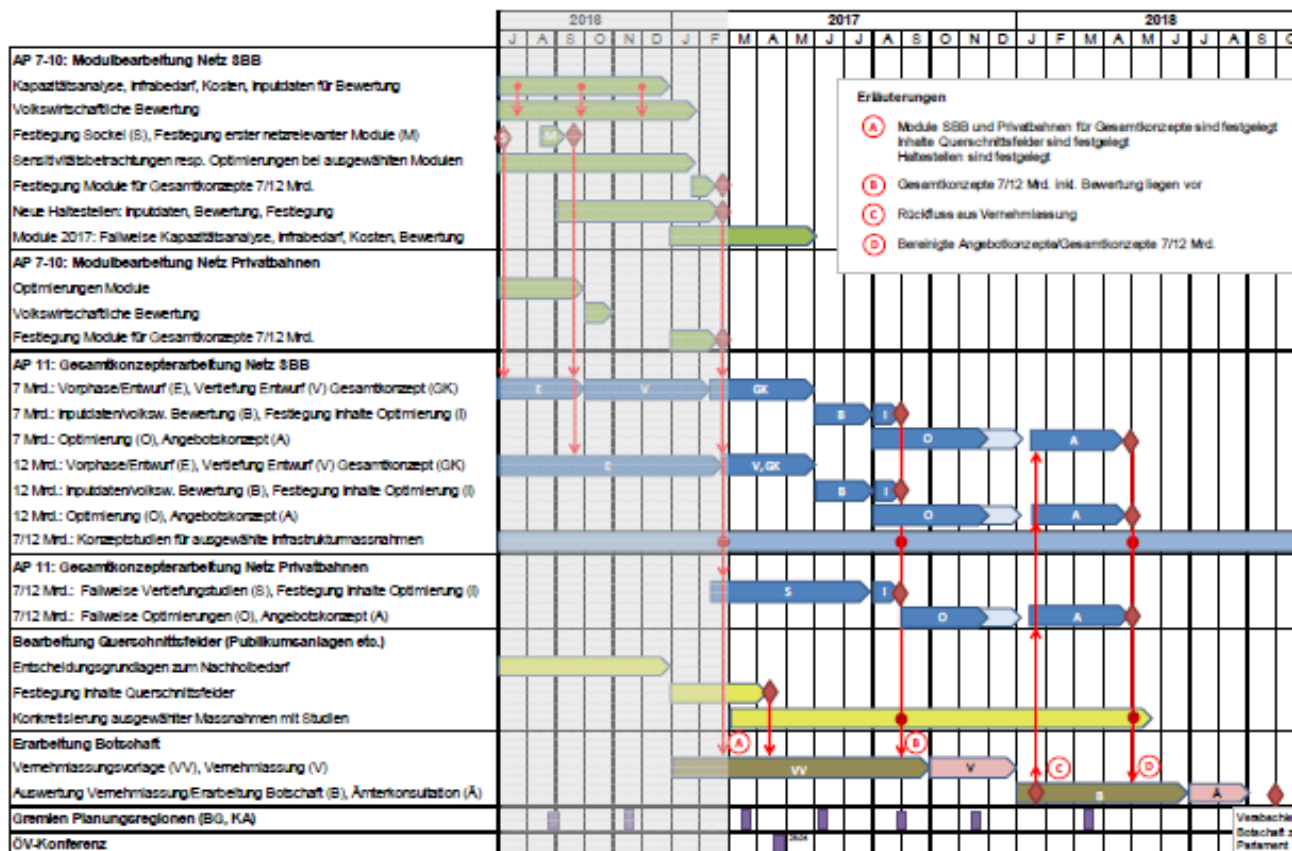 2016 2017 2018
J A S O N D J F M A M J J A S O N D J F M A M J J A S O
AP 7-10: Modulbearbeitung Netz SBB
Kapazitätsanalyse, Infrabedarf, Kosten, Inputdaten für Bewertung
Volkswirtschaftliche Bewertung
Festlegung Sockel (S), Festlegung erster netzrelevanter Module (M)
S M
Sensitivitätsbetrachtungen resp. Optimierungen bei ausgewählten Modulen
Festlegung Module für Gesamtkonzepte 7/12 Mrd.
Neue Haltestellen: Inputdaten, Bewertung, Festlegung
Module 2017: Fallweise Kapazitätsanalyse, Infrabedarf, Kosten, Bewertung
Erläuterungen
A Module SBB und Privatbahnen für Gesamtkonzepte sind festgelegt
Inhalte Querschnittsfelder sind festgelegt
Haltestellen sind festgelegt
B Gesamtkonzepte 7/12 Mrd. inkl. Bewertung liegen vor
C Rückfluss aus Vernehmlassung
D Bereinigte Angebotkonzepte/Gesamtkonzepte 7/12 Mrd.
AP 7-10: Modulbearbeitung Netz Privatbahnen
Optimierungen Module
Volkswirtschaftliche Bewertung
Festlegung Module für Gesamtkonzepte 7/12 Mrd.
AP 11: Gesamtkonzepterarbeitung Netz SBB
7 Mrd.: Vorphase/Entwurf (E), Vertiefung Entwurf (V) Gesamtkonzept (GK)
E V GK
7 Mrd.: Inputdaten/volksw. Bewertung (B), Festlegung Inhalte Optimierung (I)
B I
7 Mrd.: Optimierung (O), Angebotskonzept (A)
O A
12 Mrd.: Vorphase/Entwurf (E), Vertiefung Entwurf (V) Gesamtkonzept (GK)
E V, GK
12 Mrd.: Inputdaten/volksw. Bewertung (B), Festlegung Inhalte Optimierung (I)
B I
12 Mrd.: Optimierung (O), Angebotskonzept (A)
O A
7/12 Mrd.: Konzeptstudien für ausgewählte Infrastrukturmassnahmen
AP 11: Gesamtkonzepterarbeitung Netz Privatbahnen
7/12 Mrd.: Fallweise Vertiefungstudien (S), Festlegung Inhalte Optimierung (I)
S I
7/12 Mrd.: Fallweise Optimierungen (O), Angebotskonzept (A)
O A
Bearbeitung Querschnittsfelder (Publikumsanlagen etc.)
Entscheidungsgrundlagen zum Nachholbedarf
Festlegung Inhalte Querschnittsfelder
Konkretisierung ausgewählter Massnahmen mit Studien
Erarbeitung Botschaft
A B
Vernehmlassungsvorlage (VV), Vernehmlassung (V)
VV V C D
Auswertung Vernehmlassung/Erarbeitung Botschaft (B), Ämterkonsultation (Ä)
B Ä
Gremien Planungsregionen (BG, KA)
ÖV-Konferenz
Botschaft
Parlament